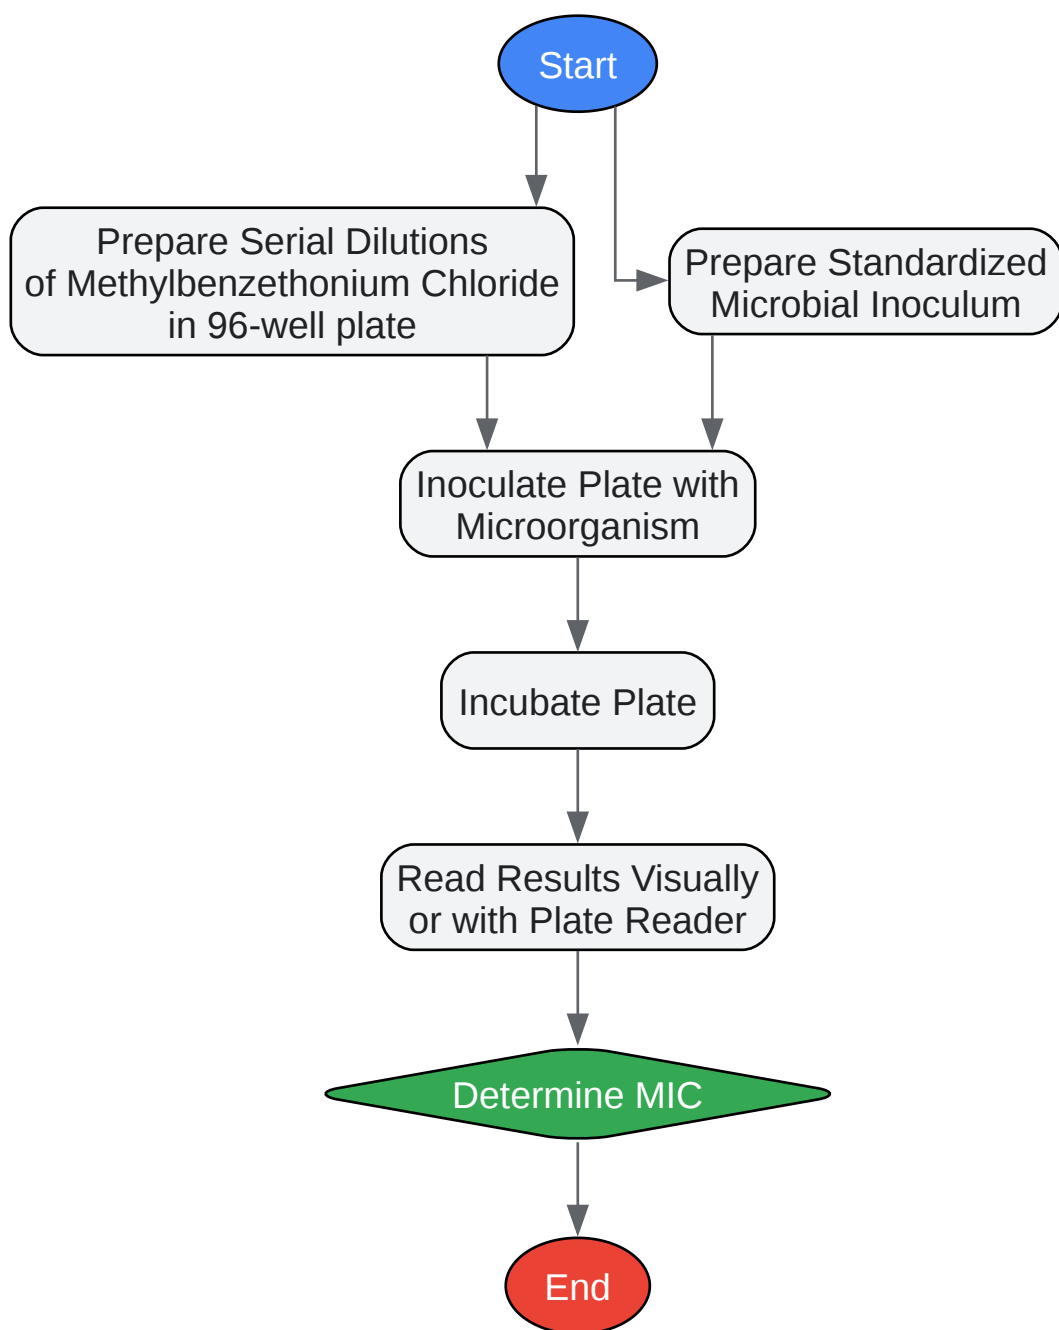 Start
Prepare Serial Dilutions
of Methylbenzethonium Chloride
in 96-well plate
Prepare Standardized
Microbial Inoculum
Inoculate Plate with
Microorganism
Incubate Plate
Read Results Visually
or with Plate Reader
Determine MIC
End